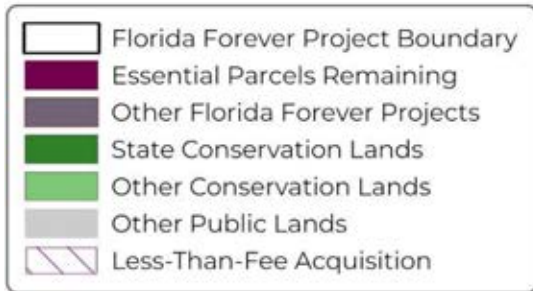 Florida Forever Project Boundary
Essential Parcels Remaining
Other Florida Forever Projects
State Conservation Lands
Other Conservation Lands
Other Public Lands
Less-Than-Fee Acquisition